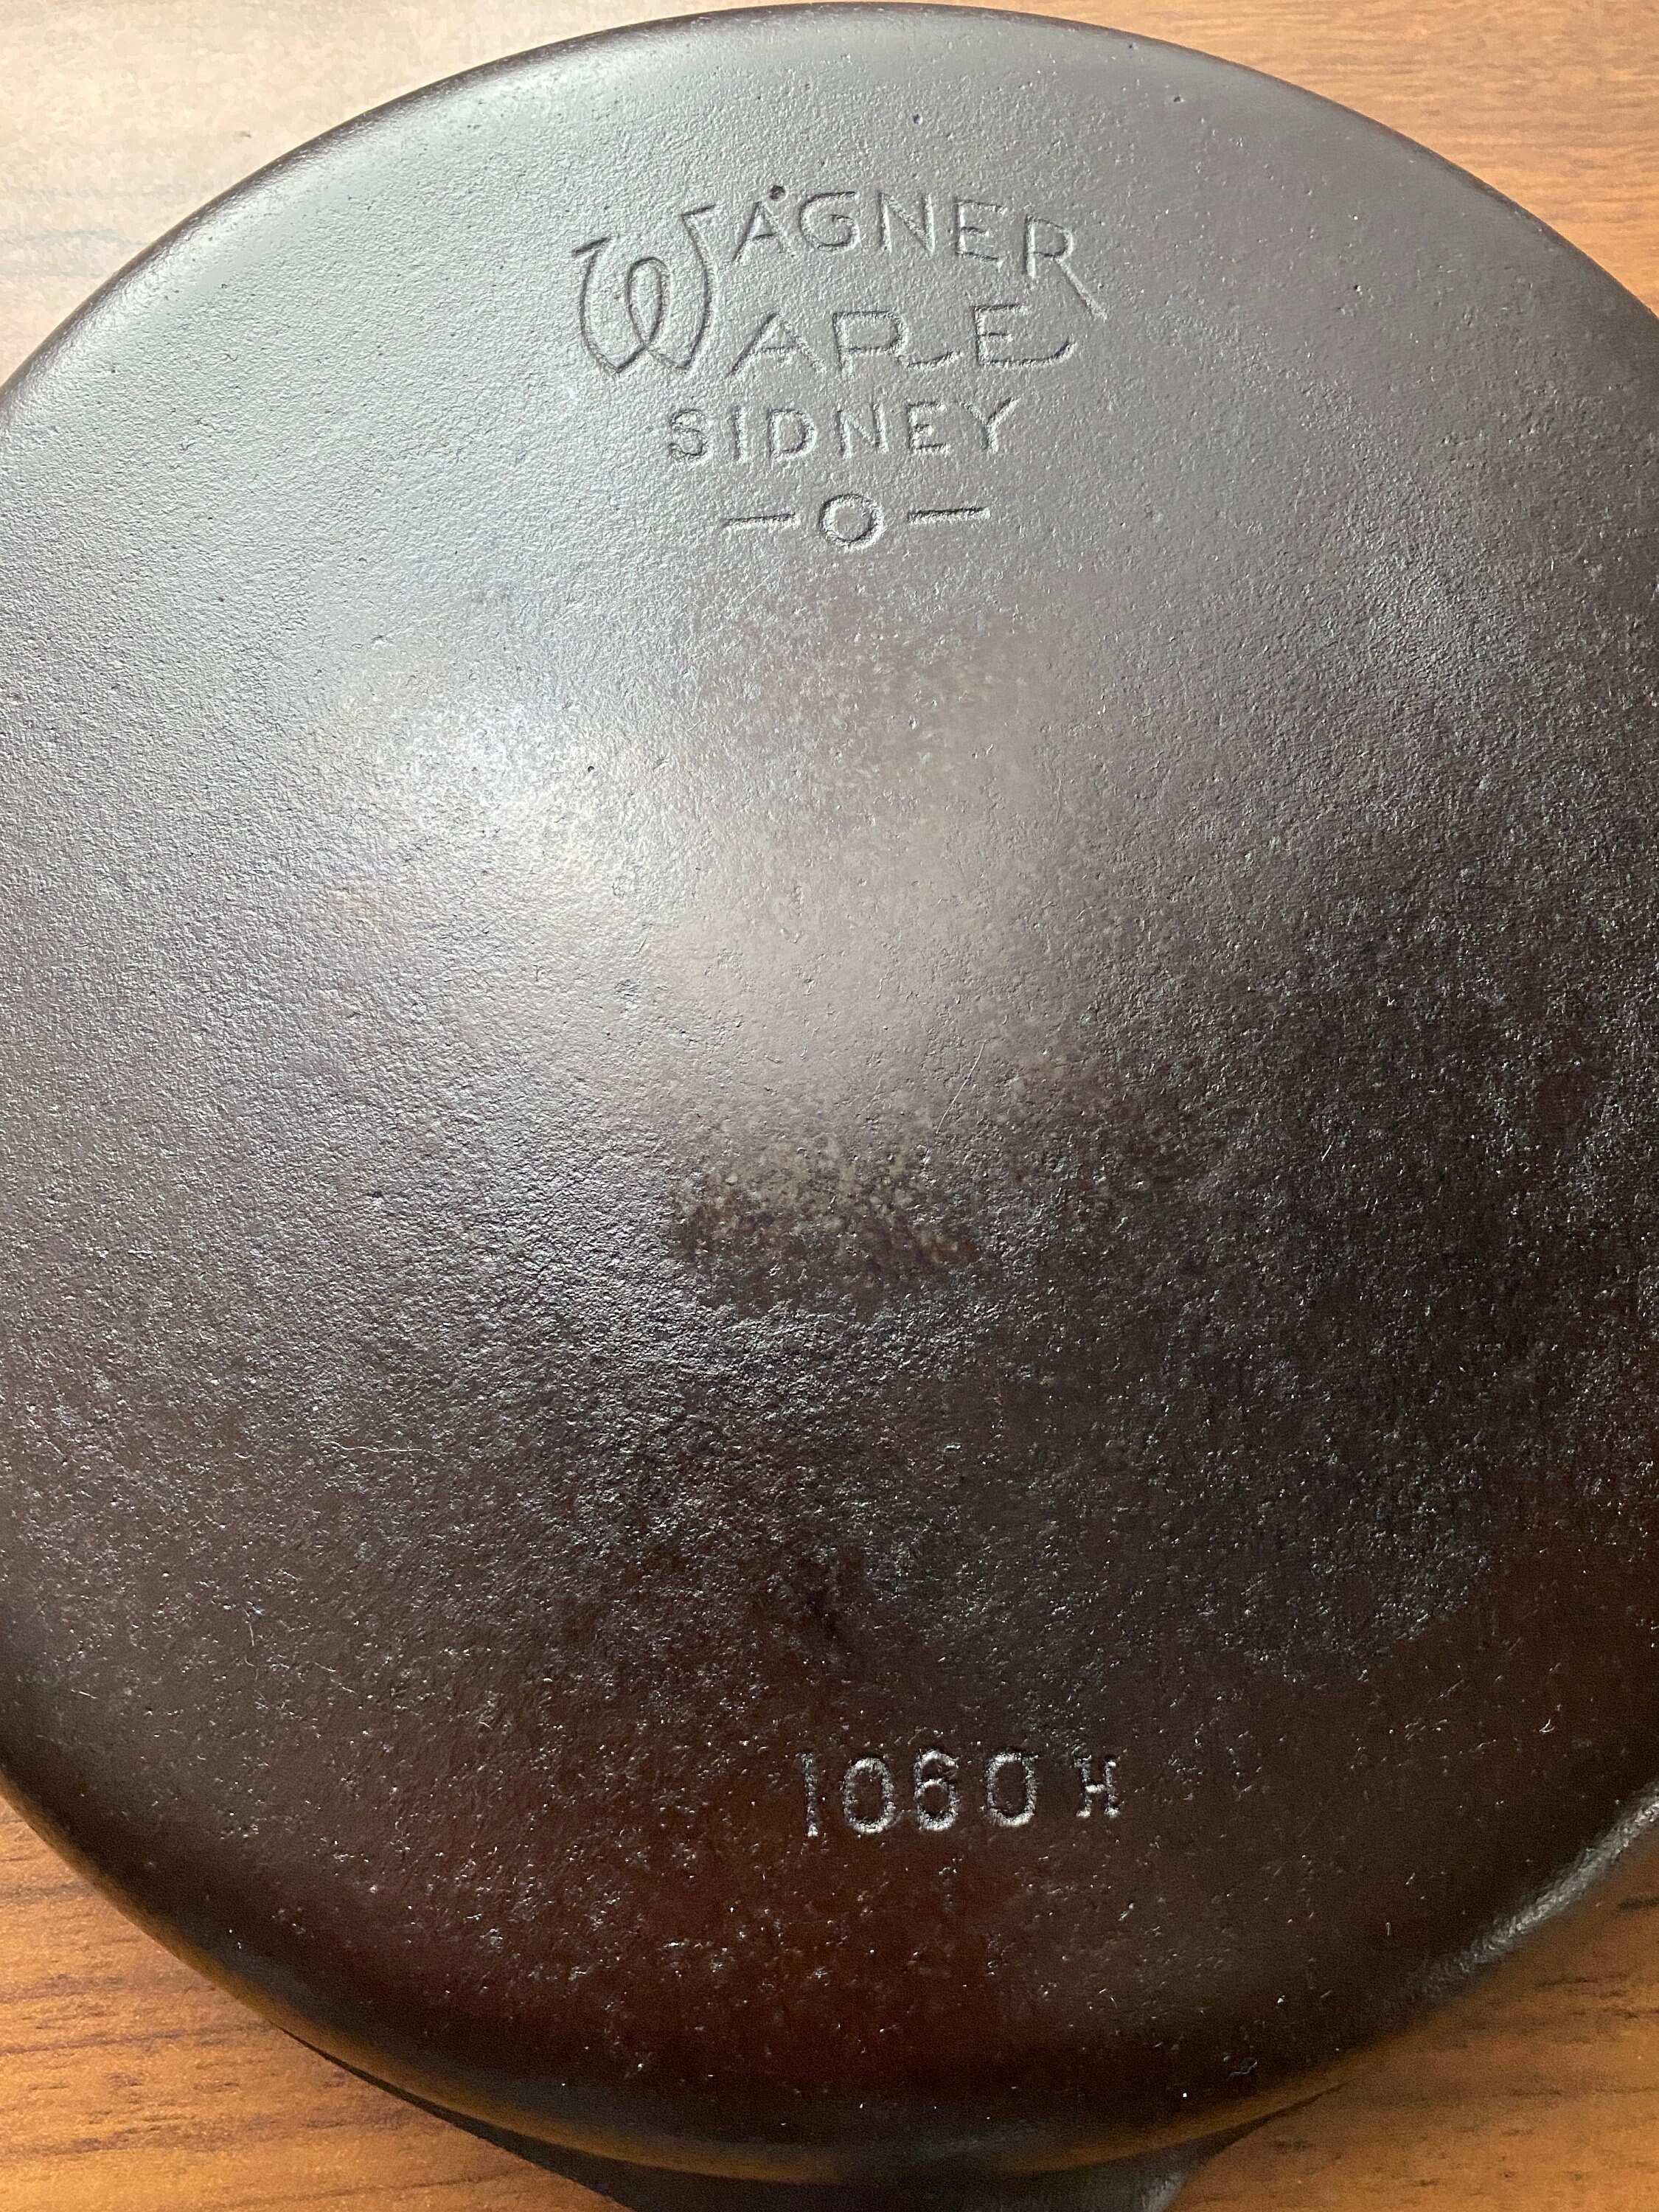 WAGNER
WARE
SIDNEY
-O-
1060 H